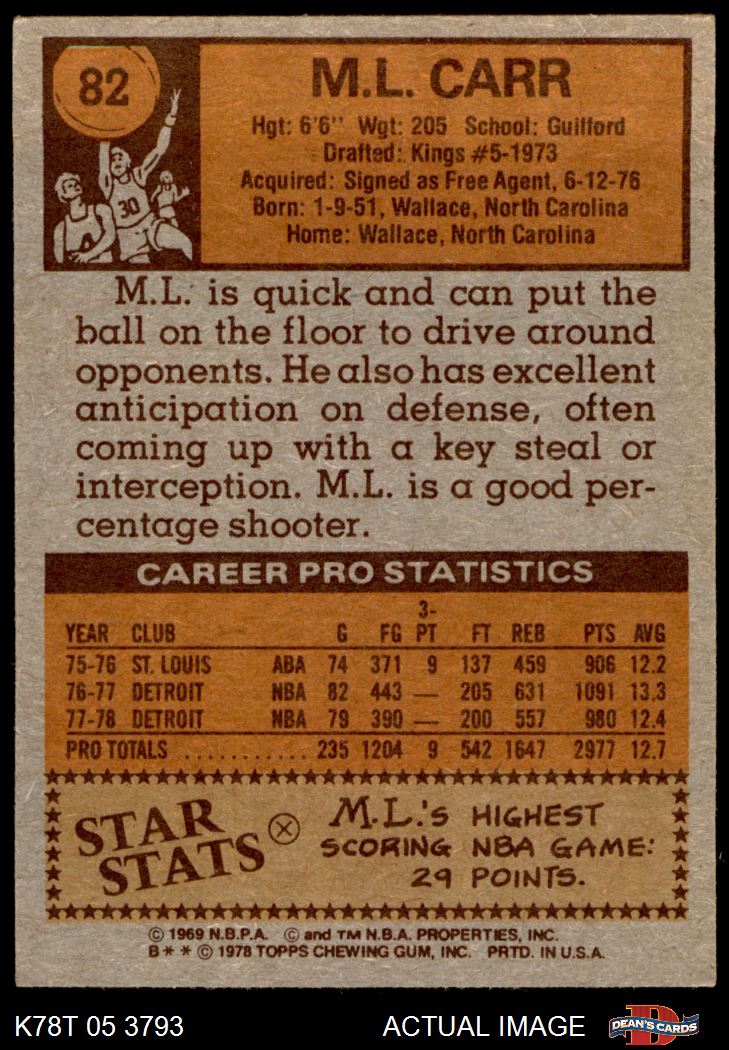 82
M.L. CARR
Hgt: 6'6" Wgt: 205 School: Guilford
Drafted: Kings #5-1973
Acquired: Signed as Free Agent, 6-12-76
Born: 1-9-51, Wallace, North Carolina
Home: Wallace, North Carolina
30
M.L. is quick and can put the
ball on the floor to drive around
opponents. He also has excellent
anticipation on defense, often
coming up with a key steal or
interception. M.L. is a good per-
centage shooter.
CAREER PRO STATISTICS
YEAR CLUB G FG 3-PT FT REB PTS AVG
75-76 ST. LOUIS ABA 74 371 9 137 459 906 12.2
76-77 DETROIT NBA 82 443 — 205 631 1091 13.3
77-78 DETROIT NBA 79 390 — 200 557 980 12.4
PRO TOTALS ........... 235 1204 9 542 1647 2977 12.7
STAR
STATS
M.L.'S HIGHEST
SCORING NBA GAME:
29 POINTS.
© 1969 N.B.P.A. © and TM N.B.A. PROPERTIES, INC.
B * * © 1978 TOPPS CHEWING GUM, INC. PRTD. IN U.S.A.
K78T 05 3793 ACTUAL IMAGE
DEAN'S CARDS